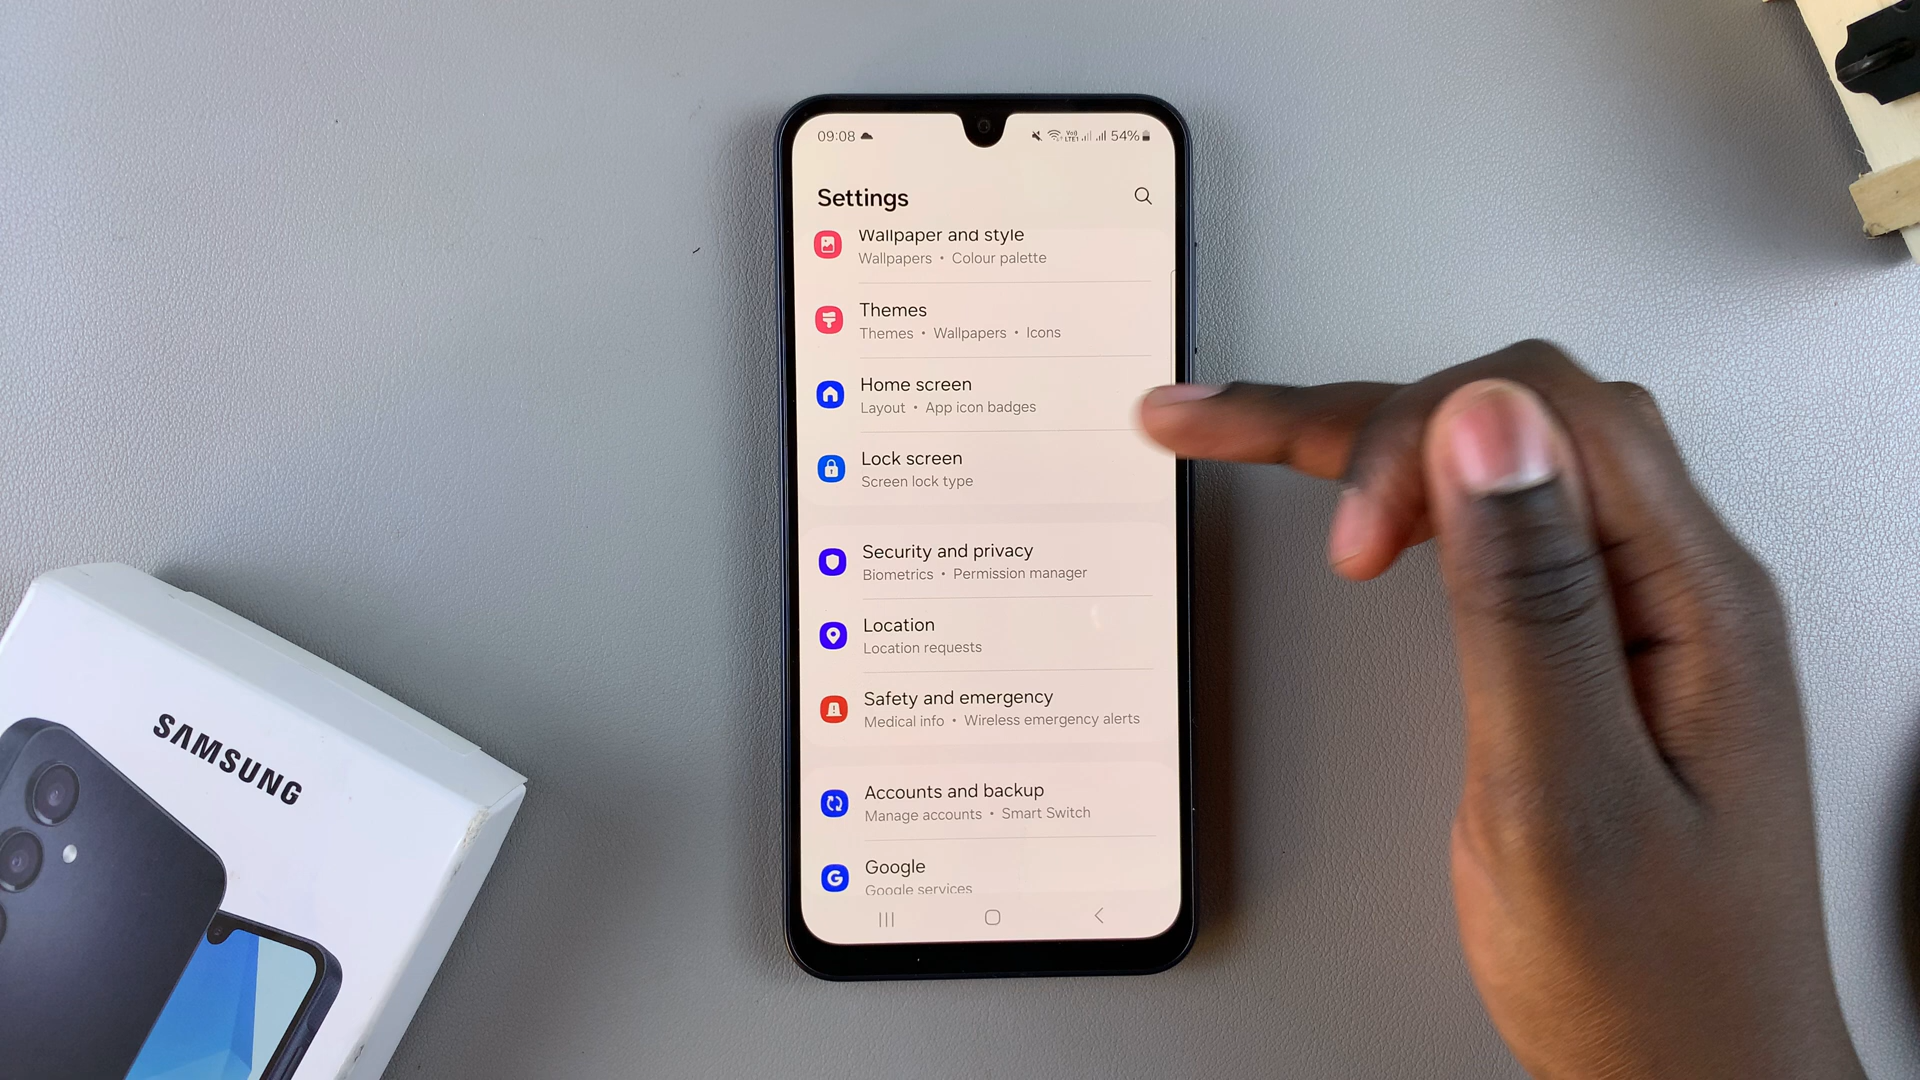 09:08
54%
Settings
Wallpaper and style
Wallpapers • Colour palette
Themes
Themes • Wallpapers • Icons
Home screen
Layout • App icon badges
Lock screen
Screen lock type
Security and privacy
Biometrics • Permission manager
Location
Location requests
Safety and emergency
Medical info • Wireless emergency alerts
Accounts and backup
Manage accounts • Smart Switch
Google
Google services
SAMSUNG